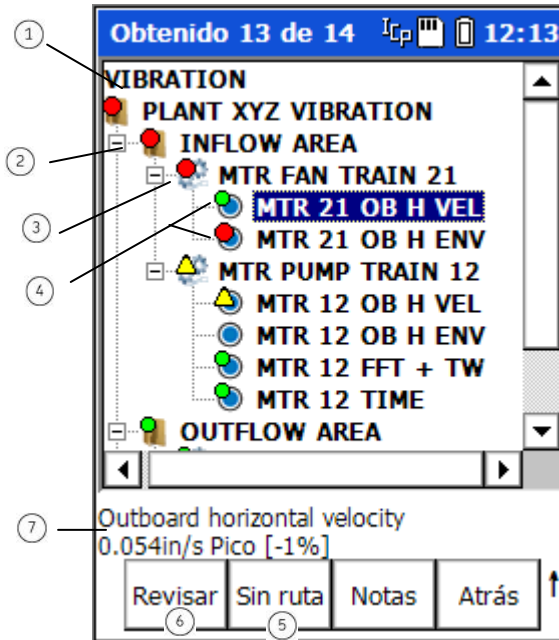 Obtenido 13 de 14 ICP 12:13
1
VIBRATION
PLANT XYZ VIBRATION
2
INFLOW AREA
3
MTR FAN TRAIN 21
4
MTR 21 OB H VEL
MTR 21 OB H ENV
MTR PUMP TRAIN 12
MTR 12 OB H VEL
MTR 12 OB H ENV
MTR 12 FFT + TW
MTR 12 TIME
OUTFLOW AREA
7
Outboard horizontal velocity
0.054in/s Pico [-1%]
Revisar Sin ruta Notas Atrás
6 5